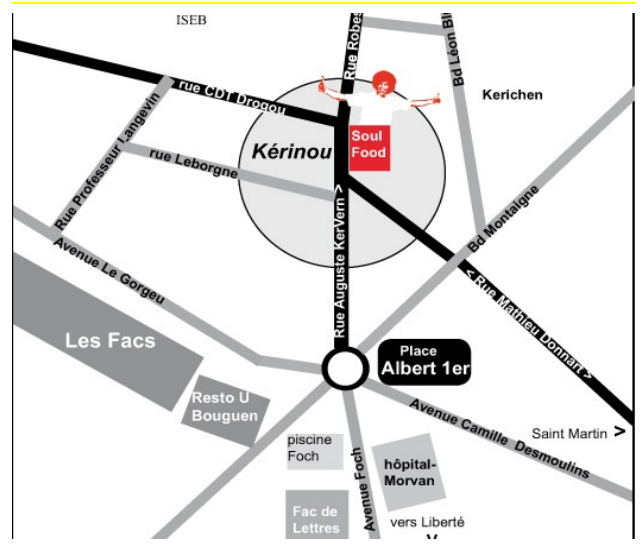 ISEB
Rue Robes
Bd Léon Bl
rue CDT Drogou
Kerichen
Soul
Food
Kérinou
rue Leborgne
Rue Professeur Langevin
Rue Auguste KerVern >
Bd Montaigne
< Rue Mathieu Donnart >
Avenue Le Gorgeu
Les Facs
Place
Albert 1er
Resto U
Bouguen
Avenue Camille Desmoulins
Saint Martin >
piscine
Foch
Avenue Foch
hôpital-
Morvan
Fac de
Lettres
vers Liberté